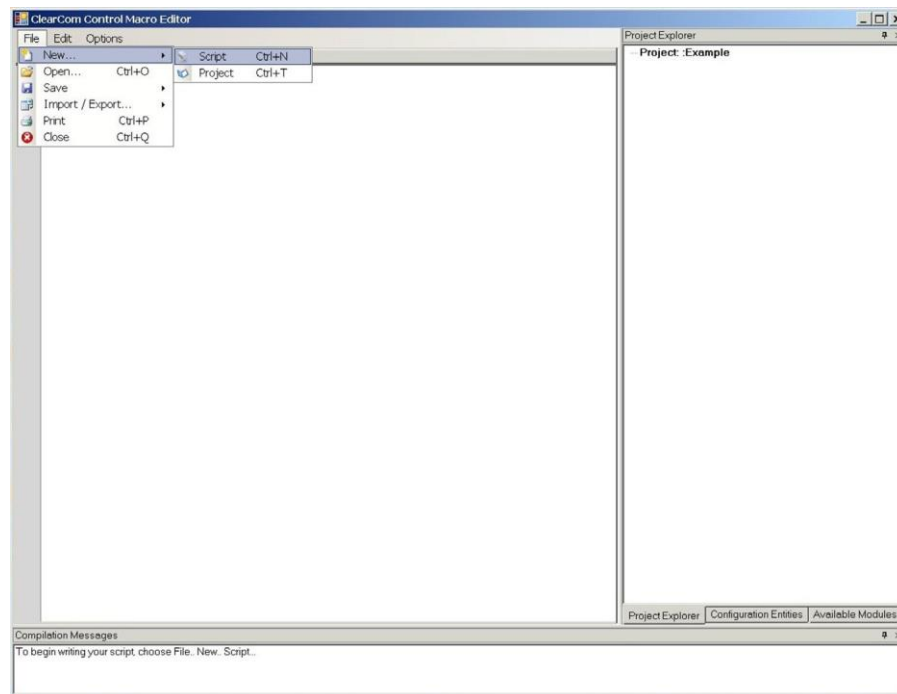 ClearCom Control Macro Editor
File Edit Options
Project Explorer
New...
Script Ctrl+N
Project: :Example
Open... Ctrl+O
Project Ctrl+T
Save
Import / Export...
Print Ctrl+P
Close Ctrl+Q
Project Explorer Configuration Entities Available Modules
Compilation Messages
To begin writing your script, choose File.. New.. Script...